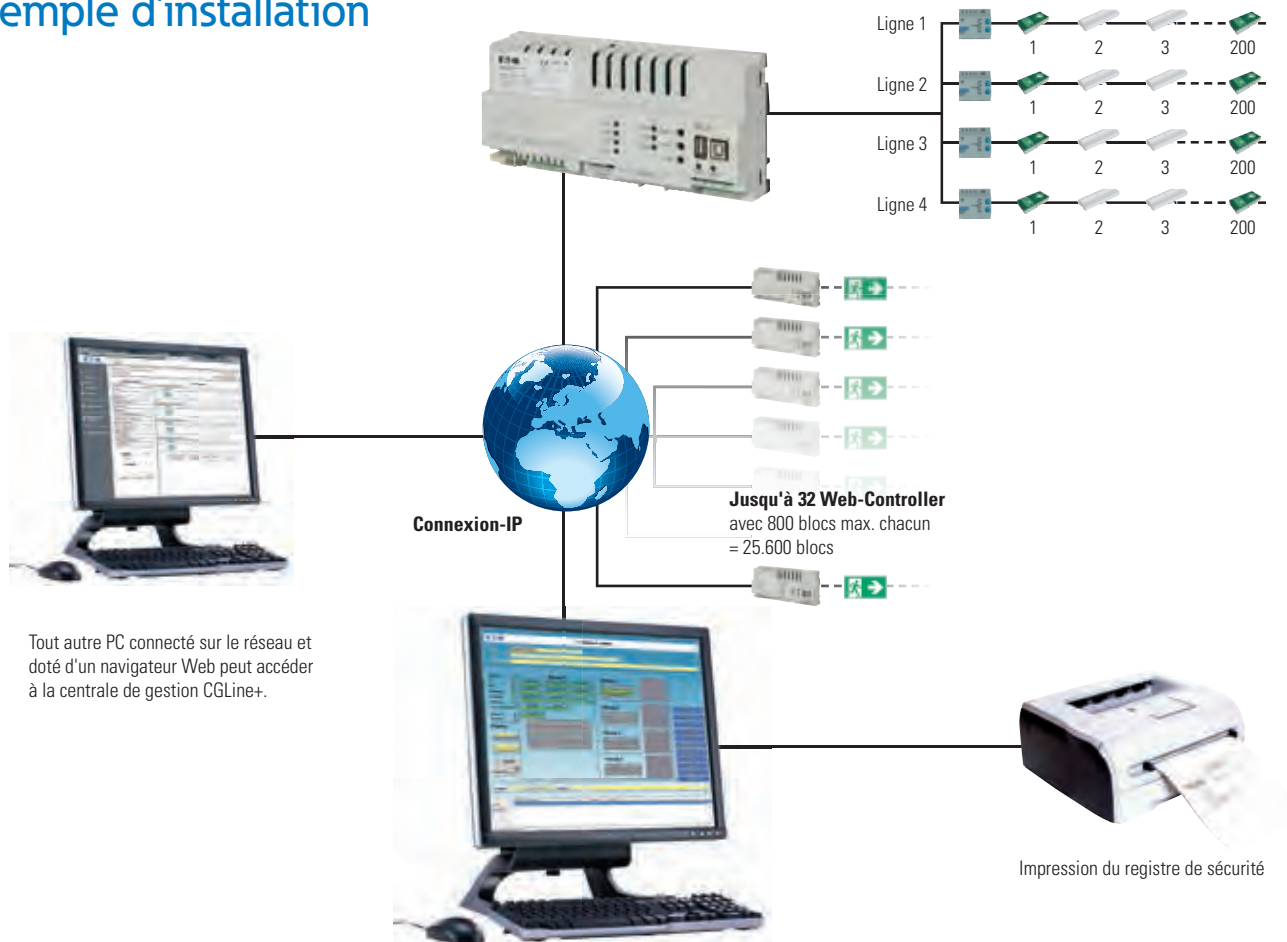 emple d'installation
Ligne 1
1 2 3 200
Ligne 2
1 2 3 200
Ligne 3
1 2 3 200
Ligne 4
1 2 3 200
Connexion-IP
Jusqu'à 32 Web-Controller
avec 800 blocs max. chacun
= 25.600 blocs
Tout autre PC connecté sur le réseau et
doté d'un navigateur Web peut accéder
à la centrale de gestion CGLine+.
Impression du registre de sécurité